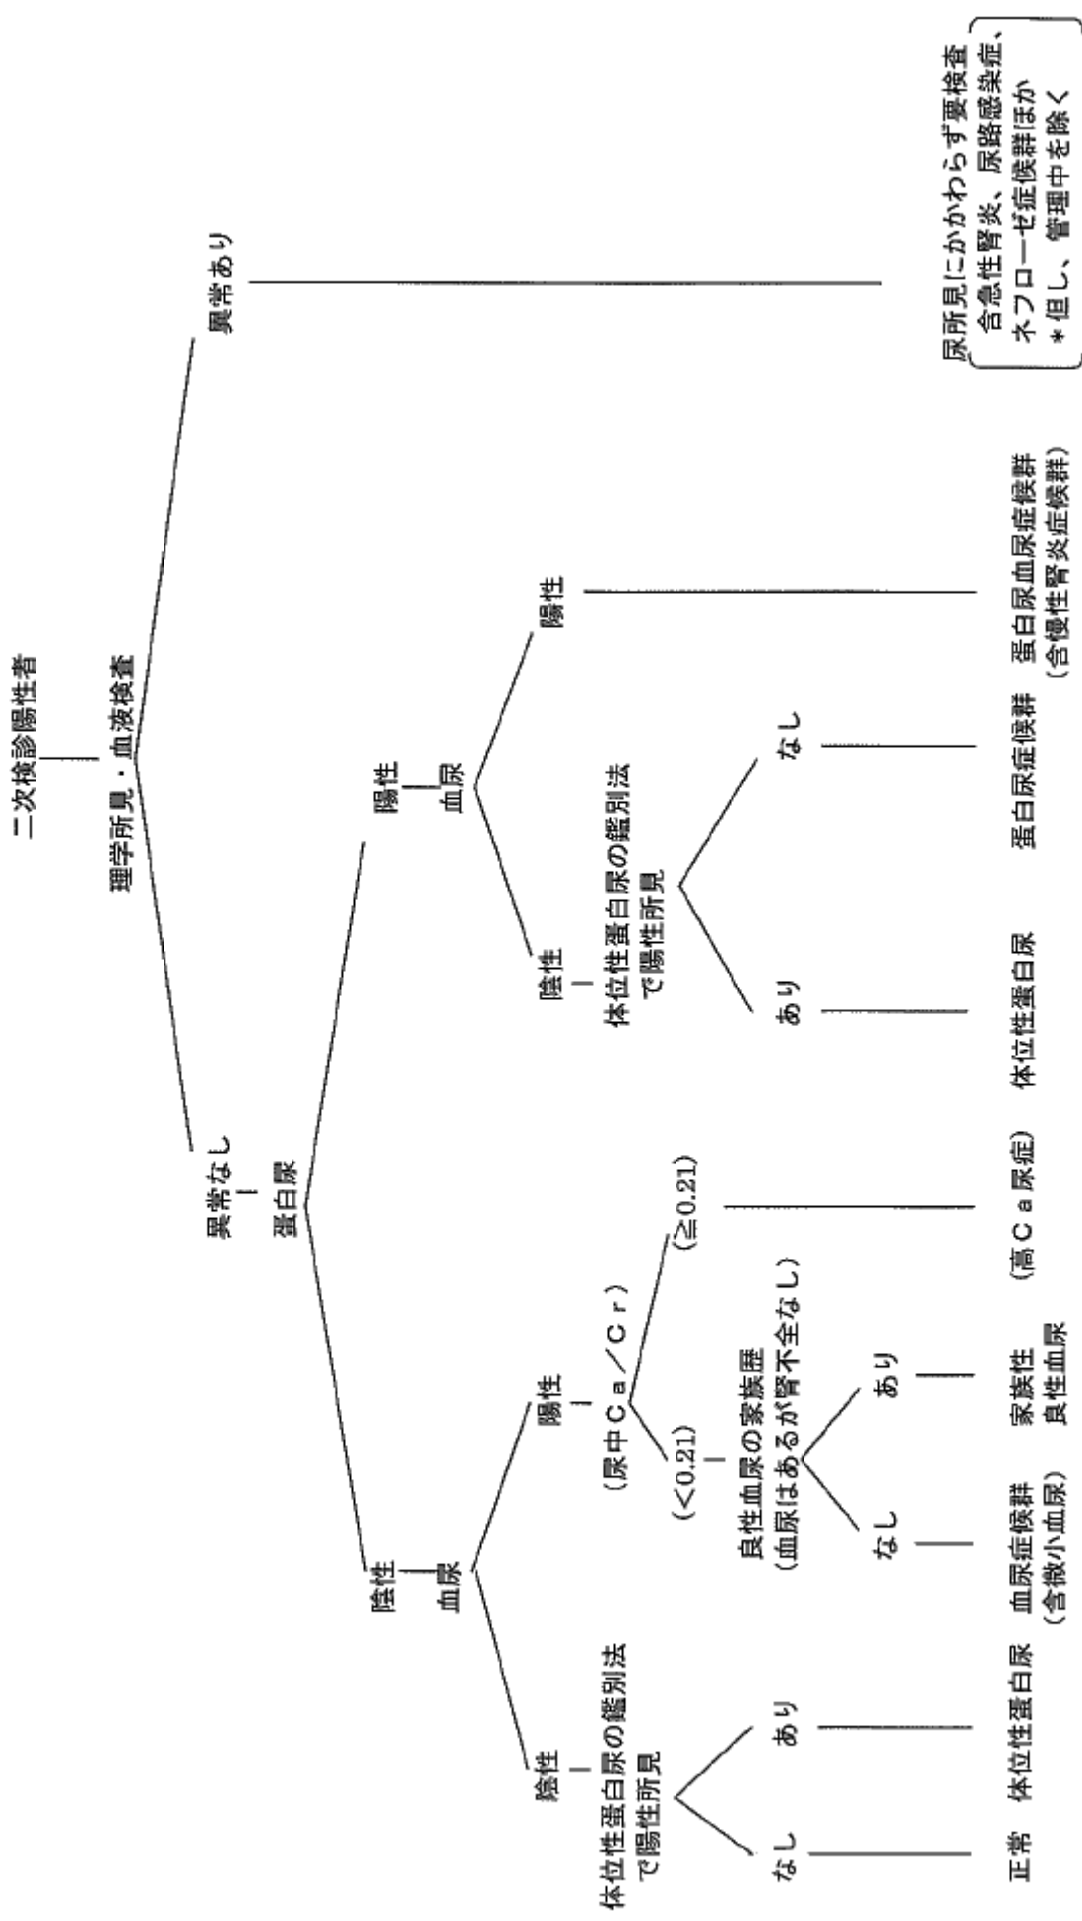 二次検診陽性者
理学所見・血液検査
異常なし
異常あり
蛋白尿
陰性
陽性
血尿
血尿
陰性
陽性
陰性
陽性
体位性蛋白尿の鑑別法
で陽性所見
(尿中Ca/Cr)
体位性蛋白尿の鑑別法
で陽性所見
(<0.21)
(≧0.21)
良性血尿の家族歴
(血尿はあるが腎不全なし)
なし
あり
あり
なし
なし
あり
正常
体位性蛋白尿
血尿症候群
(含微小血尿)
家族性
良性血尿
(高Ca尿症)
体位性蛋白尿
蛋白尿症候群
蛋白尿血尿症候群
(含慢性腎炎症候群)
尿所見にかかわらず要検査
含急性腎炎、尿路感染症、
ネフローゼ症候群ほか
*但し、管理中を除く